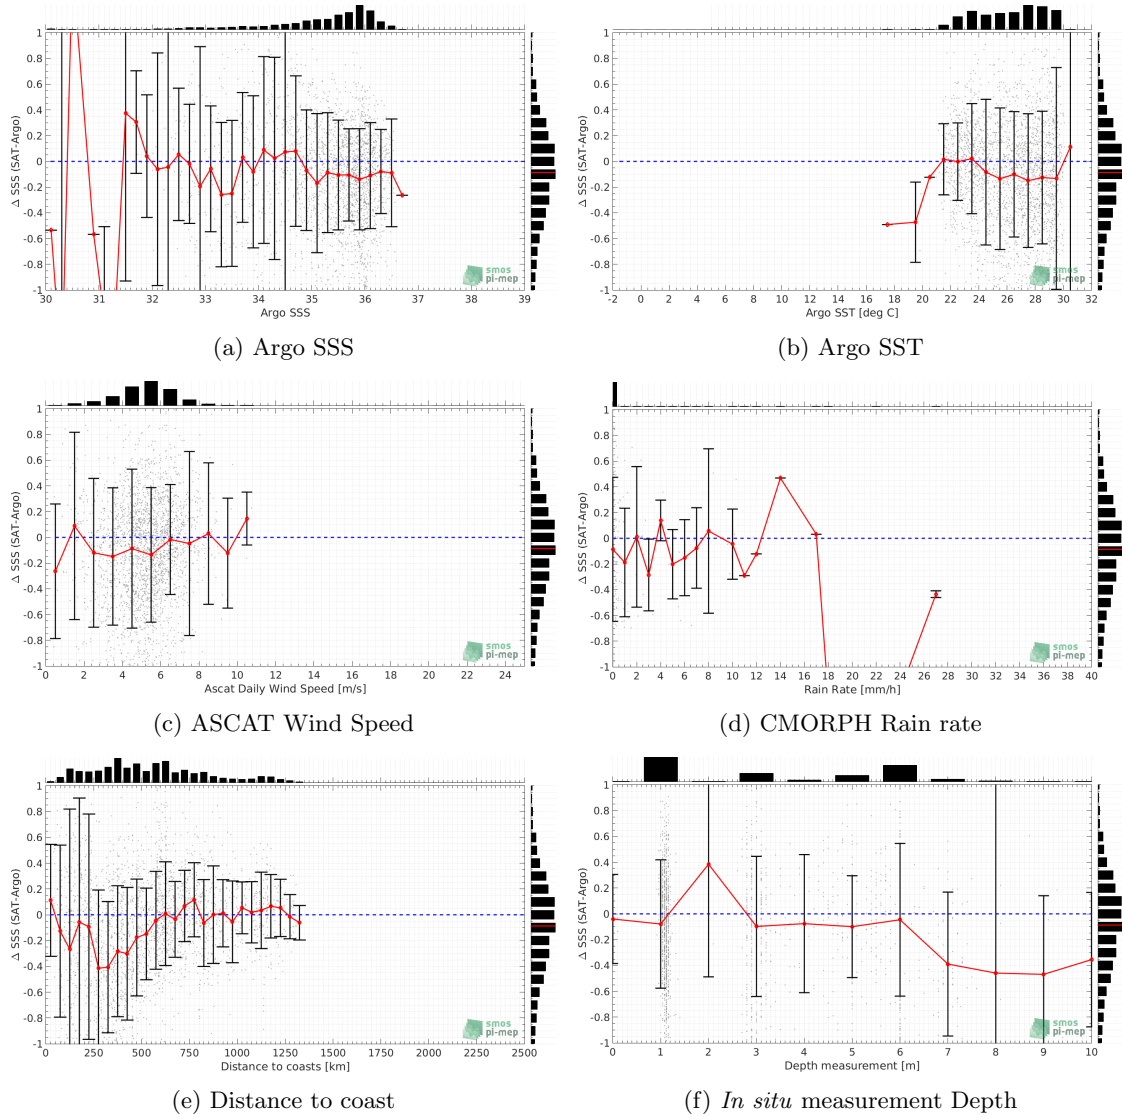 1
0.8
0.6
0.4
0.2
0
-0.2
-0.4
-0.6
-0.8
-1
Δ SSS (SAT-Argo)
30 31 32 33 34 35 36 37 38 39
Argo SSS
smos
pi-mep
(a) Argo SSS
1
0.8
0.6
0.4
0.2
0
-0.2
-0.4
-0.6
-0.8
-1
Δ SSS (SAT-Argo)
-2 0 2 4 6 8 10 12 14 16 18 20 22 24 26 28 30 32
Argo SST [deg C]
smos
pi-mep
(b) Argo SST
1
0.8
0.6
0.4
0.2
0
-0.2
-0.4
-0.6
-0.8
-1
Δ SSS (SAT-Argo)
0 2 4 6 8 10 12 14 16 18 20 22 24
Ascat Daily Wind Speed [m/s]
smos
pi-mep
(c) ASCAT Wind Speed
1
0.8
0.6
0.4
0.2
0
-0.2
-0.4
-0.6
-0.8
-1
Δ SSS (SAT-Argo)
0 2 4 6 8 10 12 14 16 18 20 22 24 26 28 30 32 34 36 38 40
Rain Rate [mm/h]
smos
pi-mep
(d) CMORPH Rain rate
1
0.8
0.6
0.4
0.2
0
-0.2
-0.4
-0.6
-0.8
-1
Δ SSS (SAT-Argo)
0 250 500 750 1000 1250 1500 1750 2000 2250 2500
Distance to coasts [km]
smos
pi-mep
(e) Distance to coast
1
0.8
0.6
0.4
0.2
0
-0.2
-0.4
-0.6
-0.8
-1
Δ SSS (SAT-Argo)
0 1 2 3 4 5 6 7 8 9 10
Depth measurement [m]
smos
pi-mep
(f) In situ measurement Depth